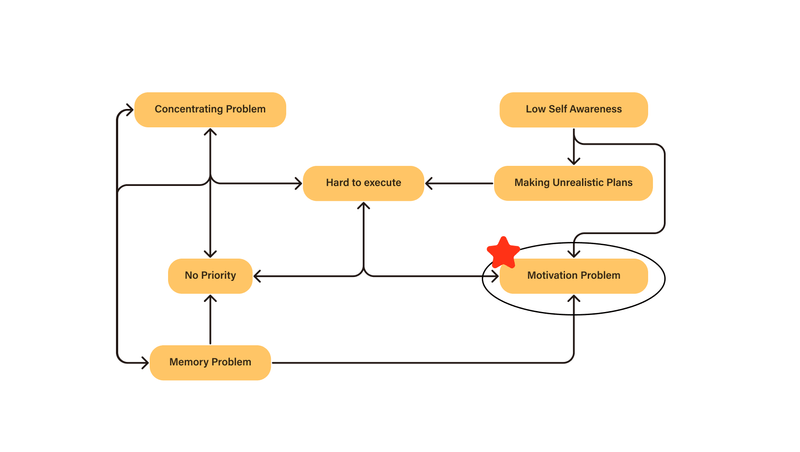 Concentrating Problem
Low Self Awareness
Hard to execute
Making Unrealistic Plans
No Priority
Motivation Problem
Memory Problem